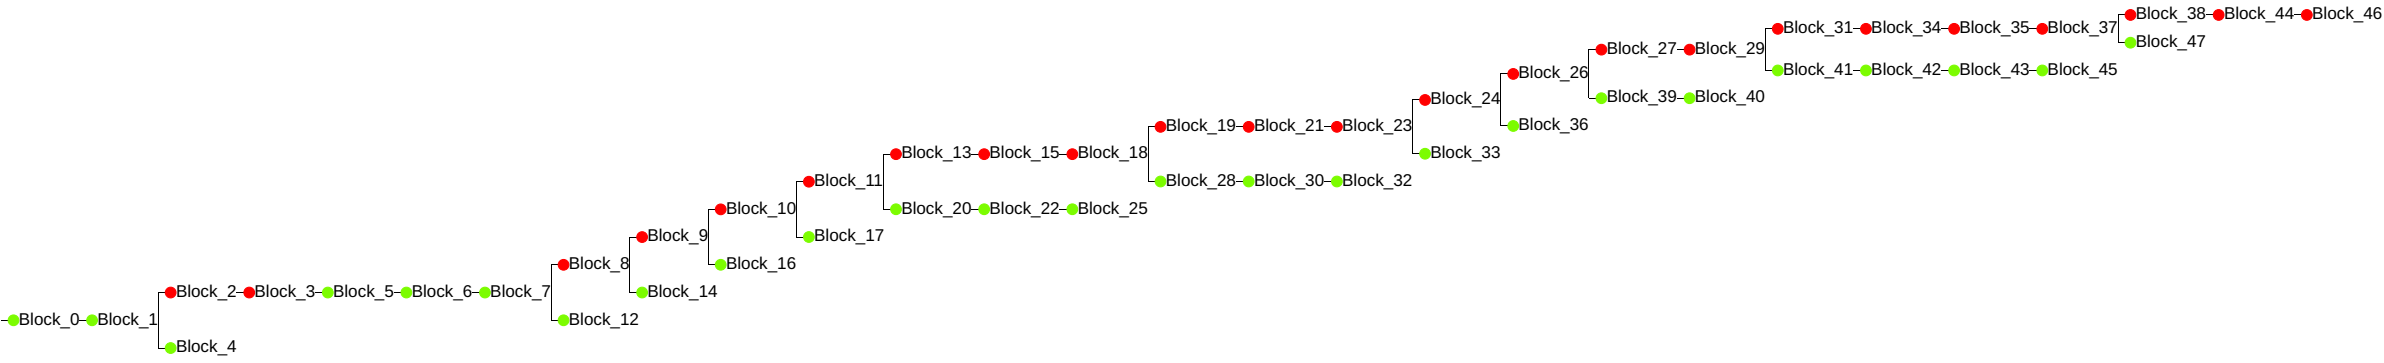 Block_38 Block_44 Block_46
Block_31 Block_34 Block_35 Block_37
Block_47
Block_27 Block_29
Block_41 Block_42 Block_43 Block_45
Block_26
Block_39 Block_40
Block_24
Block_36
Block_19 Block_21 Block_23
Block_33
Block_13 Block_15 Block_18
Block_28 Block_30 Block_32
Block_11
Block_20 Block_22 Block_25
Block_10
Block_17
Block_9
Block_16
Block_8
Block_14
Block_2 Block_3 Block_5 Block_6 Block_7
Block_12
Block_0 Block_1
Block_4